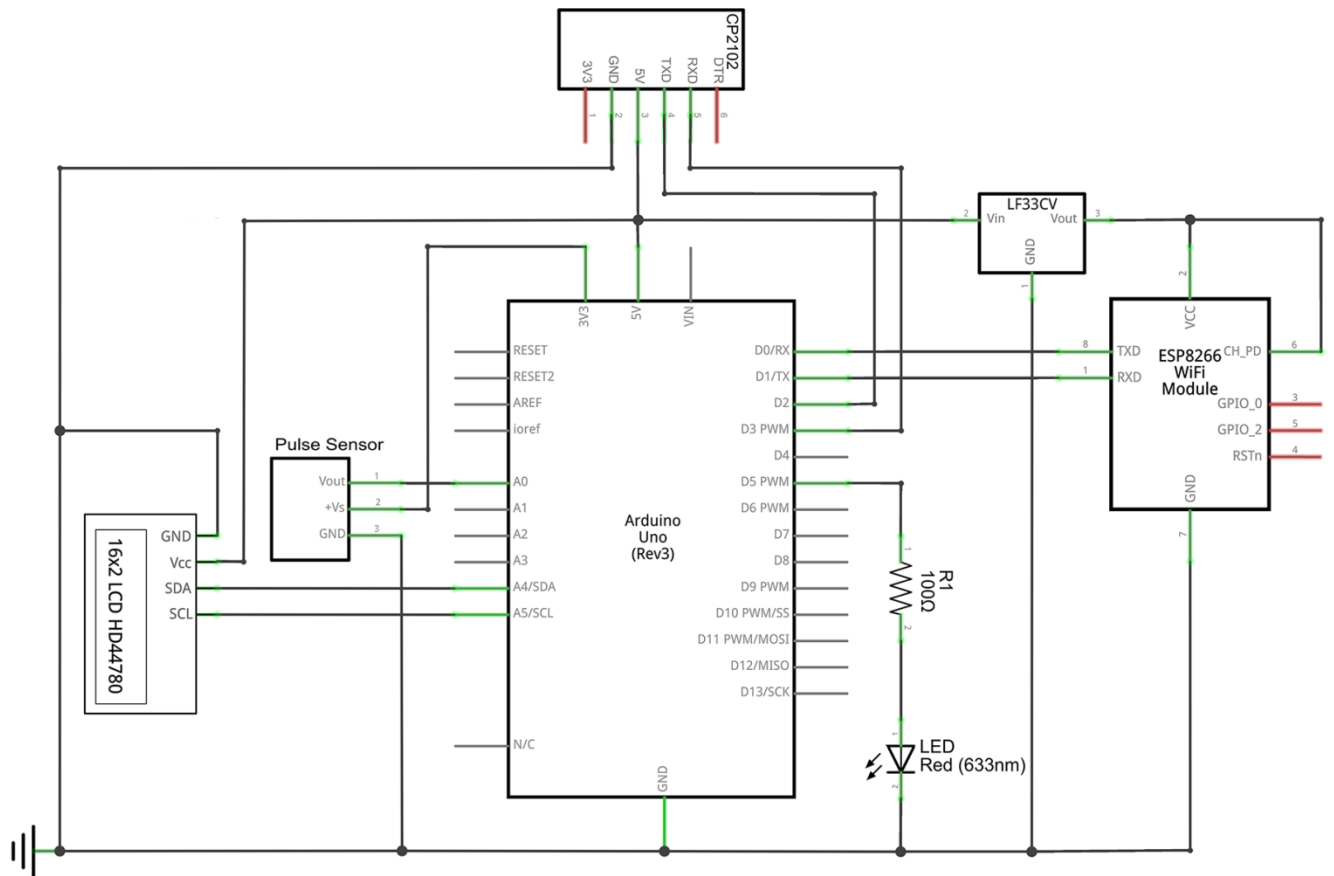 CP2102
3V3
GND
5V
TXD
RXD
DTR
1
2
3
4
5
6
LF33CV
2
Vin
Vout
3
GND
1
3V3
5V
VIN
2
VCC
RESET
RESET2
AREF
ioref
D0/RX
D1/TX
D2
D3 PWM
D4
D5 PWM
D6 PWM
D7
D8
D9 PWM
D10 PWM/SS
D11 PWM/MOSI
D12/MISO
D13/SCK
8
TXD
1
RXD
ESP8266
WiFi
Module
CH_PD
6
GPIO_0
3
GPIO_2
5
RSTn
4
GND
7
Pulse Sensor
Vout
1
+Vs
2
GND
3
A0
A1
A2
A3
A4/SDA
A5/SCL
N/C
Arduino
Uno
(Rev3)
GND
16x2 LCD HD44780
GND
Vcc
SDA
SCL
1
R1
100Ω
2
1
LED
Red (633nm)
2